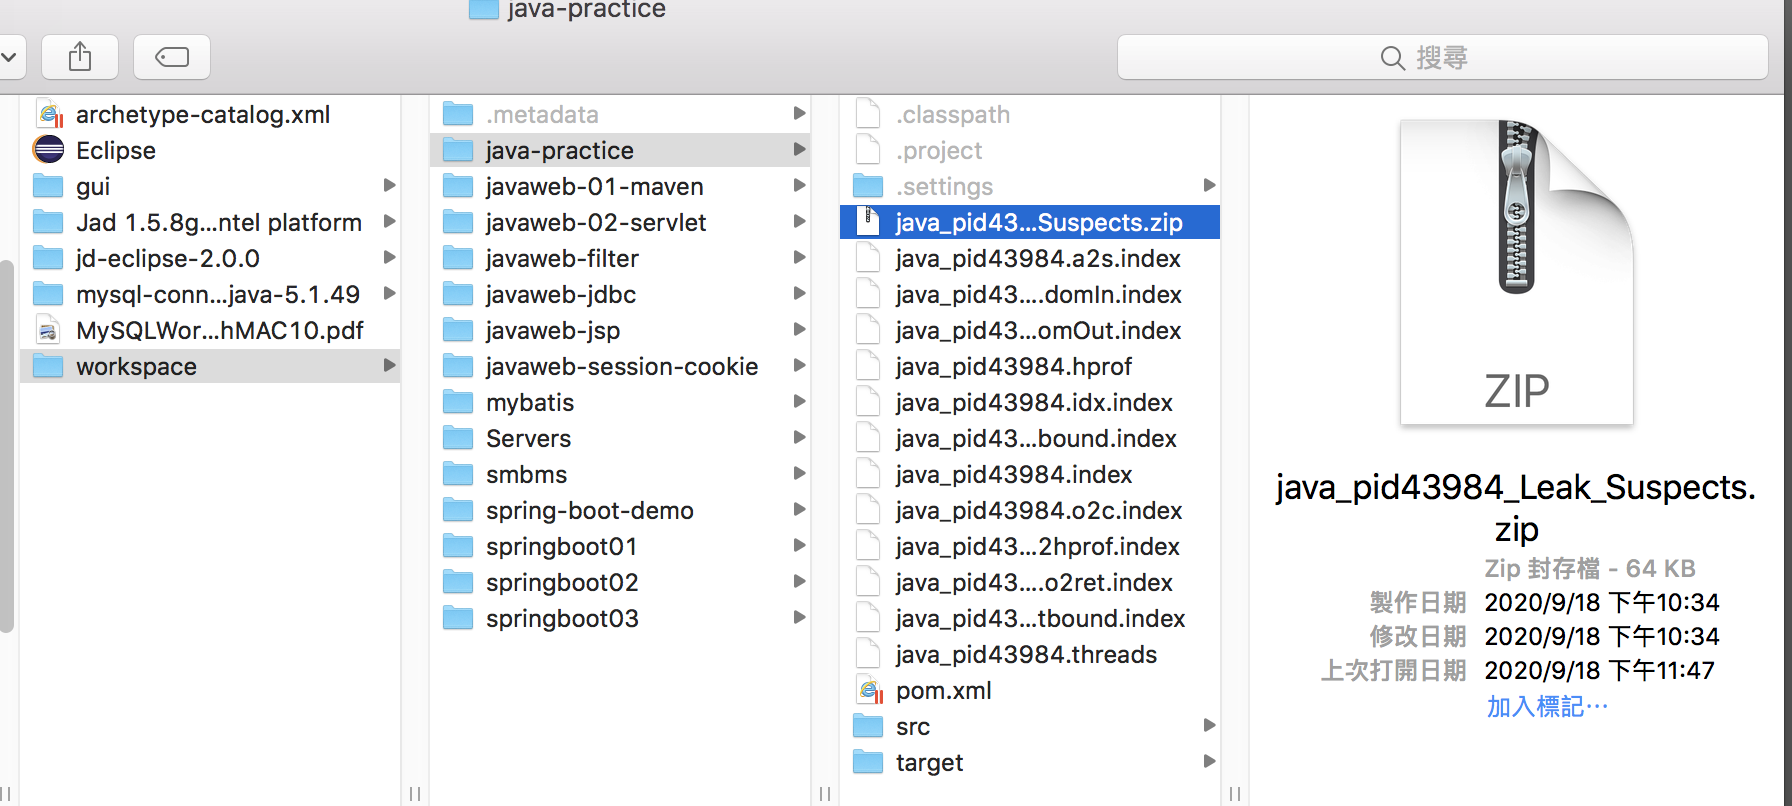 java-practice
搜尋
archetype-catalog.xml
Eclipse
gui
Jad 1.5.8g...ntel platform
jd-eclipse-2.0.0
mysql-conn...java-5.1.49
MySQLWor...hMAC10.pdf
workspace
.metadata
java-practice
javaweb-01-maven
javaweb-02-servlet
javaweb-filter
javaweb-jdbc
javaweb-jsp
javaweb-session-cookie
mybatis
Servers
smbms
spring-boot-demo
springboot01
springboot02
springboot03
.classpath
.project
.settings
java_pid43...Suspects.zip
java_pid43984.a2s.index
java_pid43....domIn.index
java_pid43...omOut.index
java_pid43984.hprof
java_pid43984.idx.index
java_pid43...bound.index
java_pid43984.index
java_pid43984.o2c.index
java_pid43...2hprof.index
java_pid43....o2ret.index
java_pid43...tbound.index
java_pid43984.threads
pom.xml
src
target
ZIP
java_pid43984_Leak_Suspects.
zip
Zip 封存檔 - 64 KB
製作日期 2020/9/18 下午10:34
修改日期 2020/9/18 下午10:34
上次打開日期 2020/9/18 下午11:47
加入標記⋯